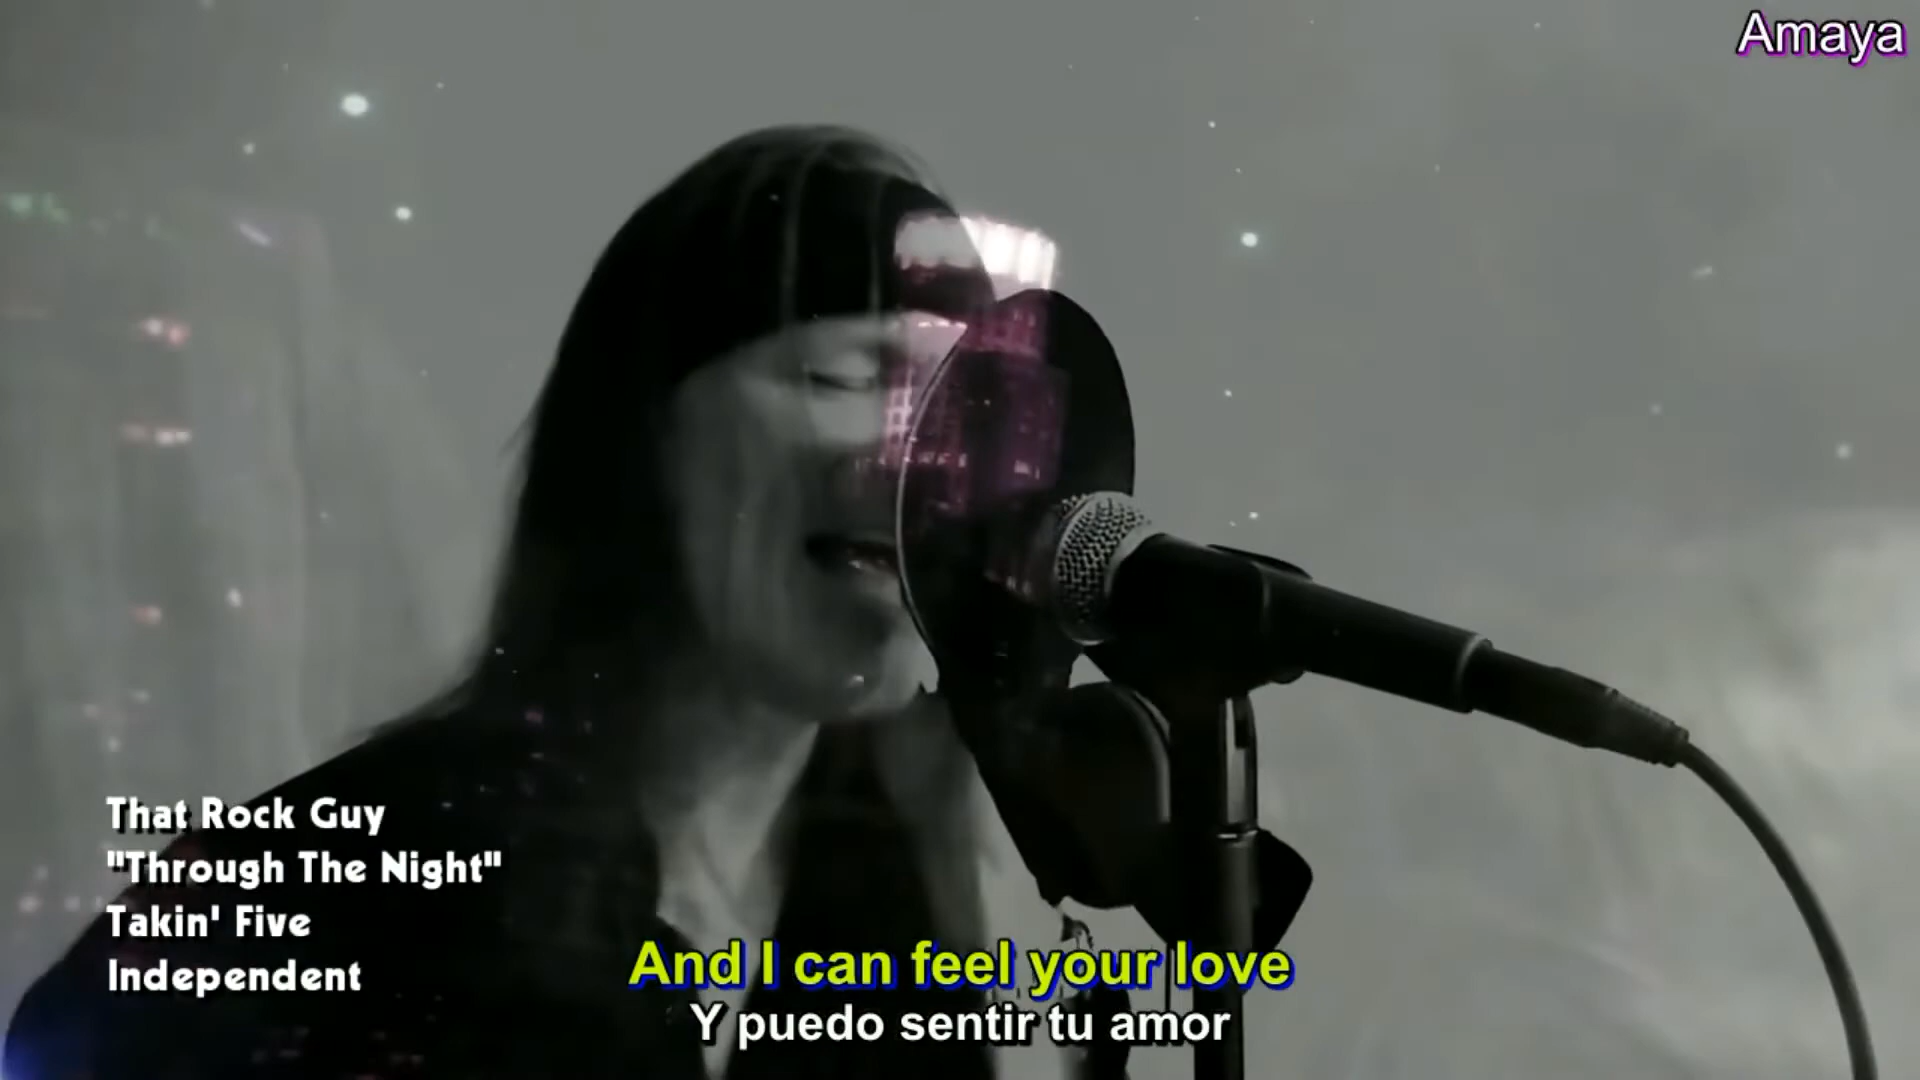 Amaya
That Rock Guy
"Through The Night"
Takin' Five
Independent
And I can feel your love
Y puedo sentir tu amor